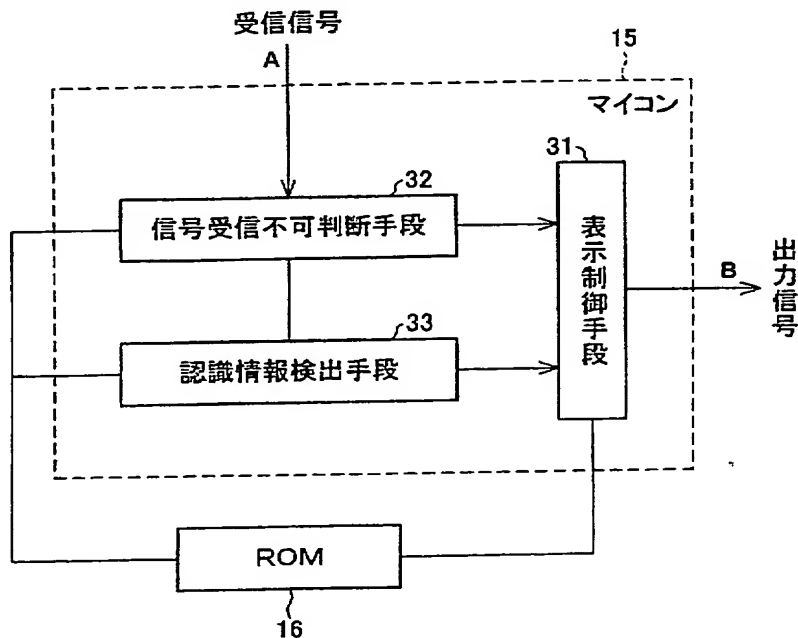 受信信号
A
15
マイコン
31
32
信号受信不可判断手段
表示制御手段
B
出力信号
33
認識情報検出手段
ROM
16